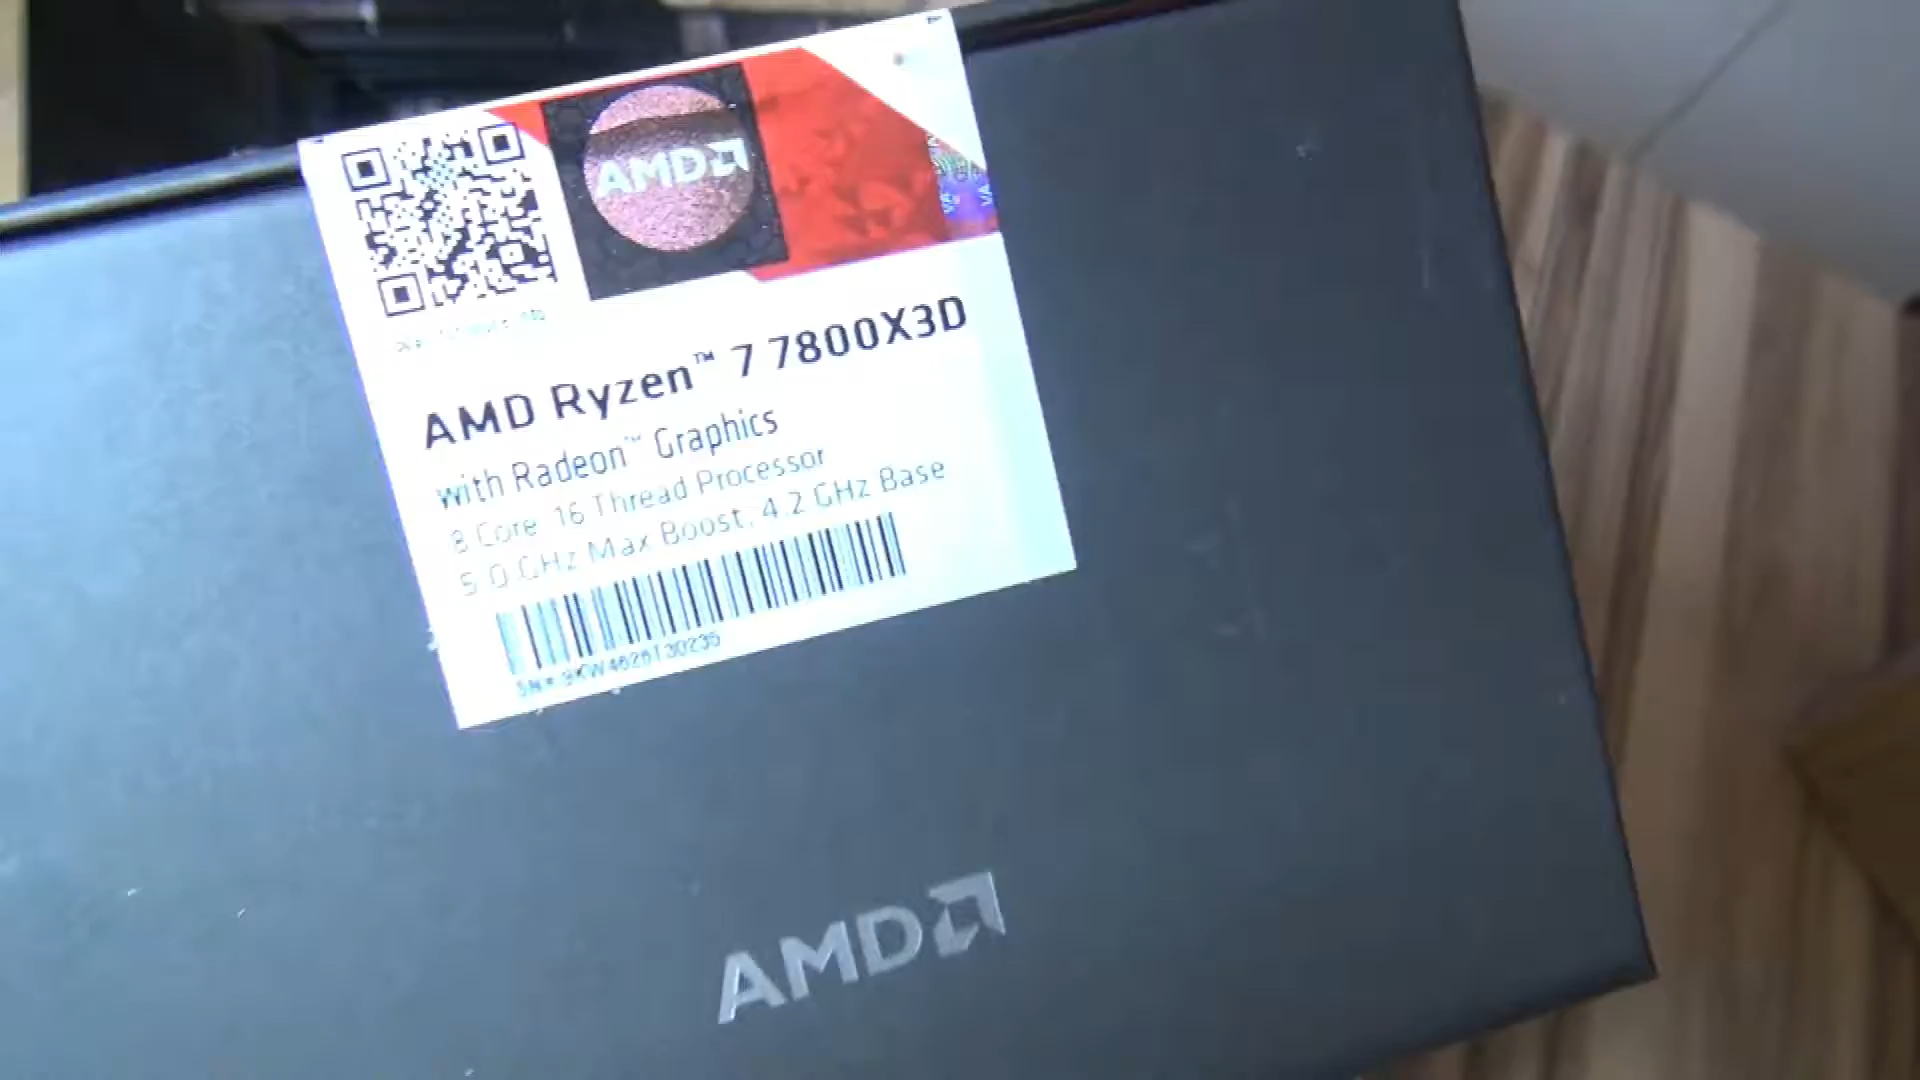 AMD
AMD Ryzen™ 7 7800X3D
with Radeon™ Graphics
8 Core 16 Thread Processor
5.0 GHz Max Boost, 4.2 GHz Base
AMD